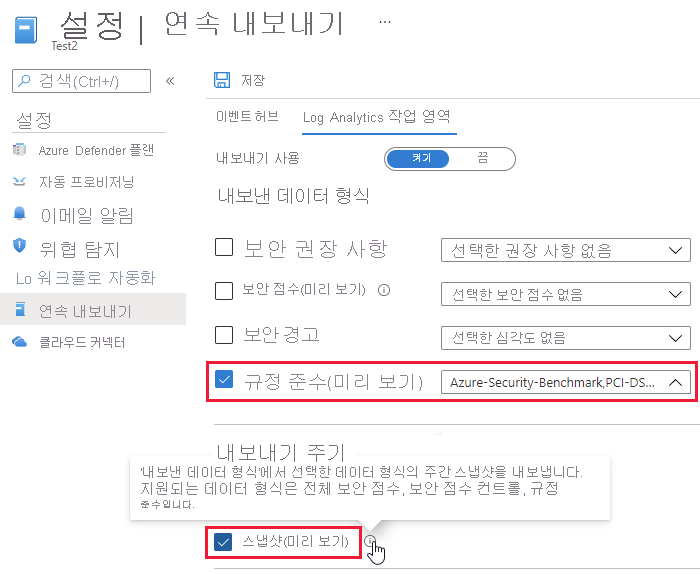 설정 | 연속 내보내기 ...
Test2
검색(Ctrl+/) «
저장
설정
Azure Defender 플랜
자동 프로비저닝
이메일 알림
위협 탐지
Lo 워크플로 자동화
연속 내보내기
클라우드 커넥터
이벤트 허브 Log Analytics 작업 영역
내보내기 사용 켜기 끔
내보낸 데이터 형식
보안 권장 사항 선택한 권장 사항 없음
보안 점수(미리 보기) 선택한 보안 점수 없음
보안 경고 선택한 심각도 없음
규정 준수(미리 보기) Azure-Security-Benchmark,PCI-DS...
내보내기 주기
'내보낸 데이터 형식'에서 선택한 데이터 형식의 주간 스냅샷을 내보냅니다.
지원되는 데이터 형식은 전체 보안 점수, 보안 점수 컨트롤, 규정
준수입니다.
스냅샷(미리 보기)